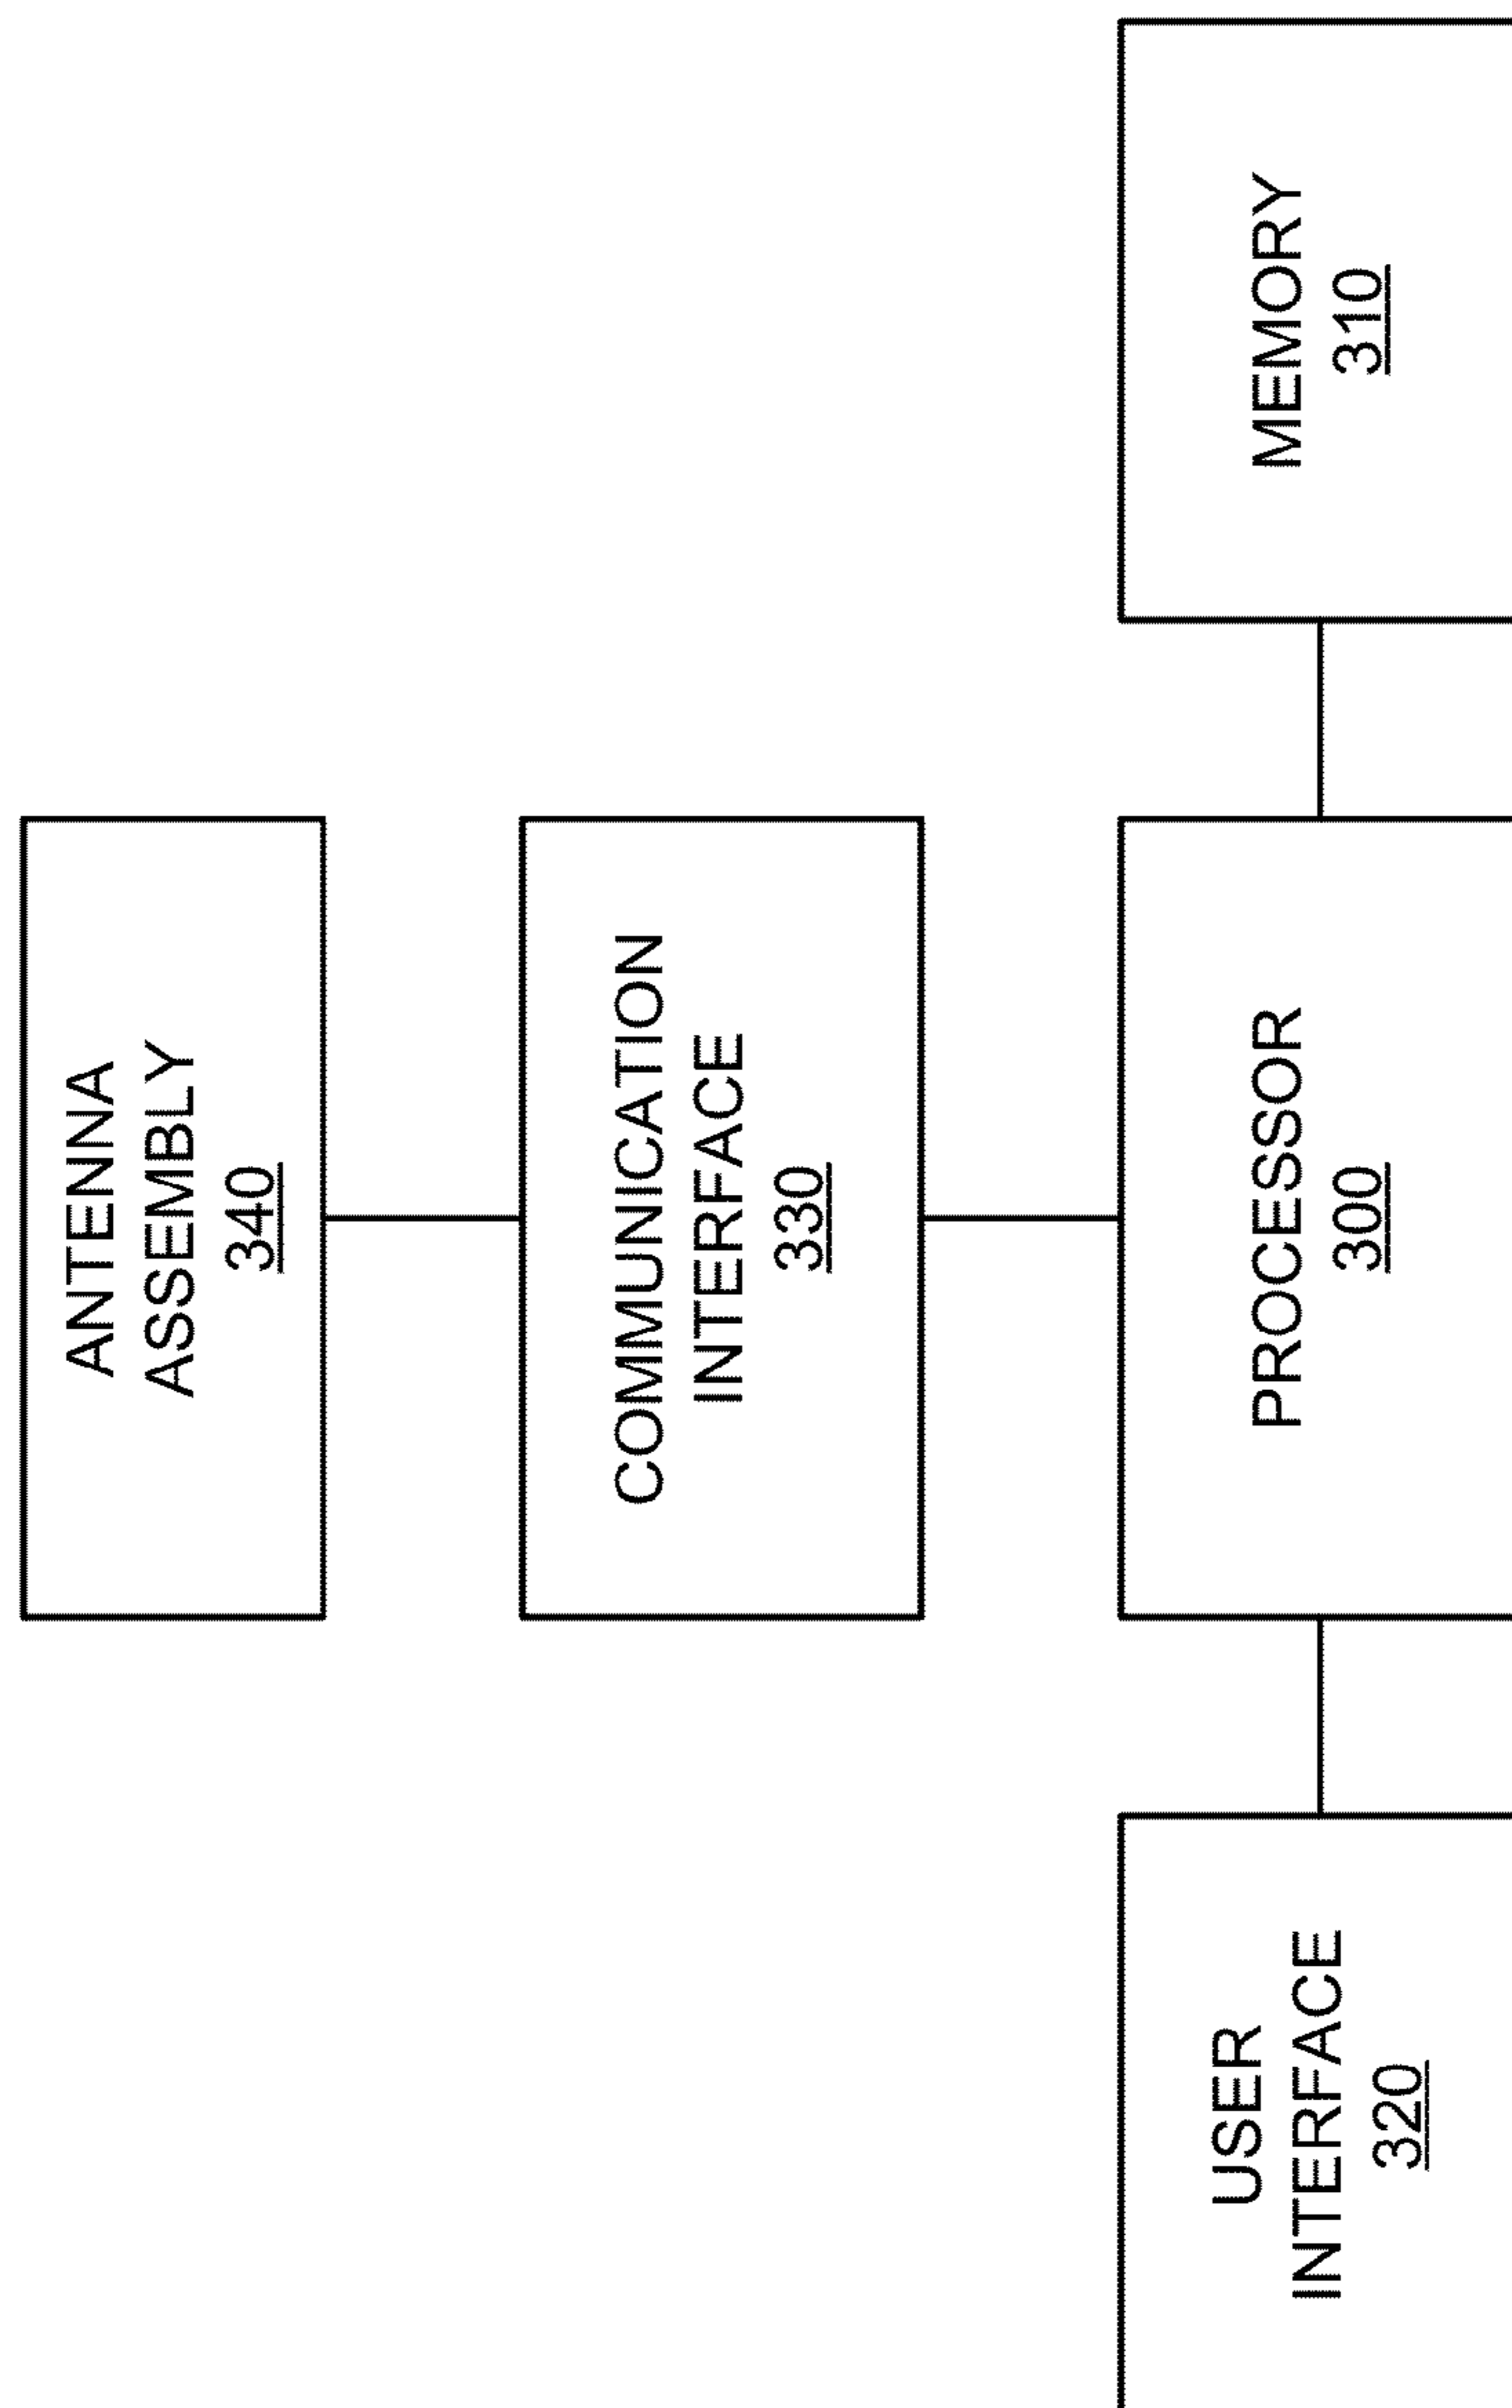 ANTENNA
ASSEMBLY
340
COMMUNICATION
INTERFACE
330
USER
INTERFACE
320
PROCESSOR
300
MEMORY
310